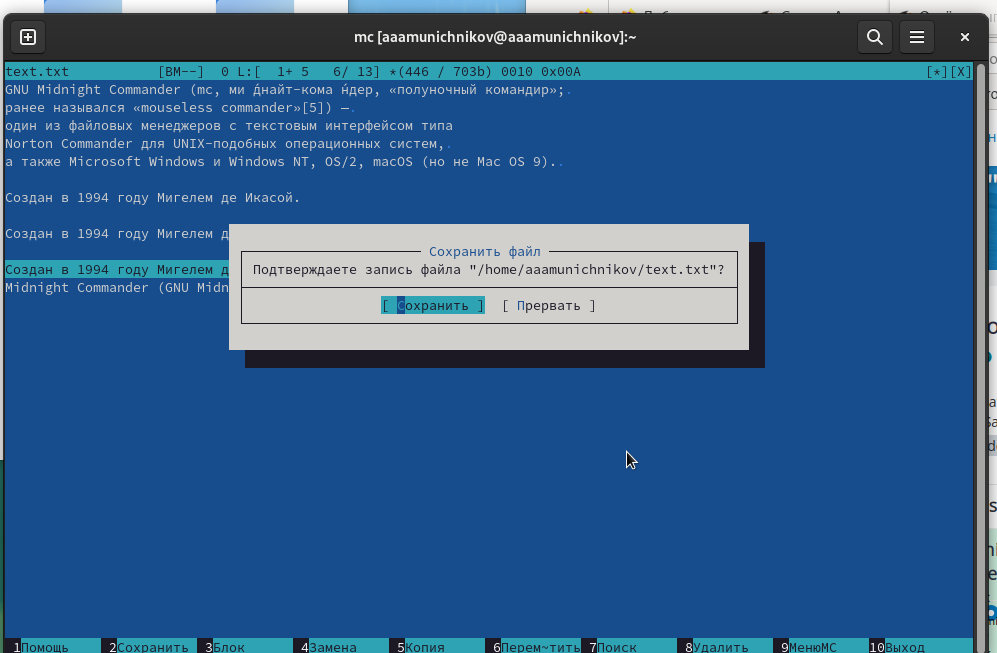 mc [aaamunichnikov@aaamunichnikov]:~
text.txt [BM--] 0 L:[ 1+ 5 6/ 13] *(446 / 703b) 0010 0x00A [*][X]
GNU Midnight Commander (mc, ми ́днайт-кома ́ндер, «полуночный командир»;.
ранее назывался «mouseless commander»[5]) —.
один из файловых менеджеров с текстовым интерфейсом типа
Norton Commander для UNIX-подобных операционных систем,.
а также Microsoft Windows и Windows NT, OS/2, macOS (но не Mac OS 9)..
Создан в 1994 году Мигелем де Икасой.
Создан в 1994 году Мигелем д
Создан в 1994 году Мигелем д
Midnight Commander (GNU Midn
Сохранить файл
Подтверждаете запись файла "/home/aaamunichnikov/text.txt"?
[ Сохранить ] [ Прервать ]
1Помощь 2Сохранить 3Блок 4Замена 5Копия 6Перем~тить 7Поиск 8Удалить 9МенюMC 10Выход